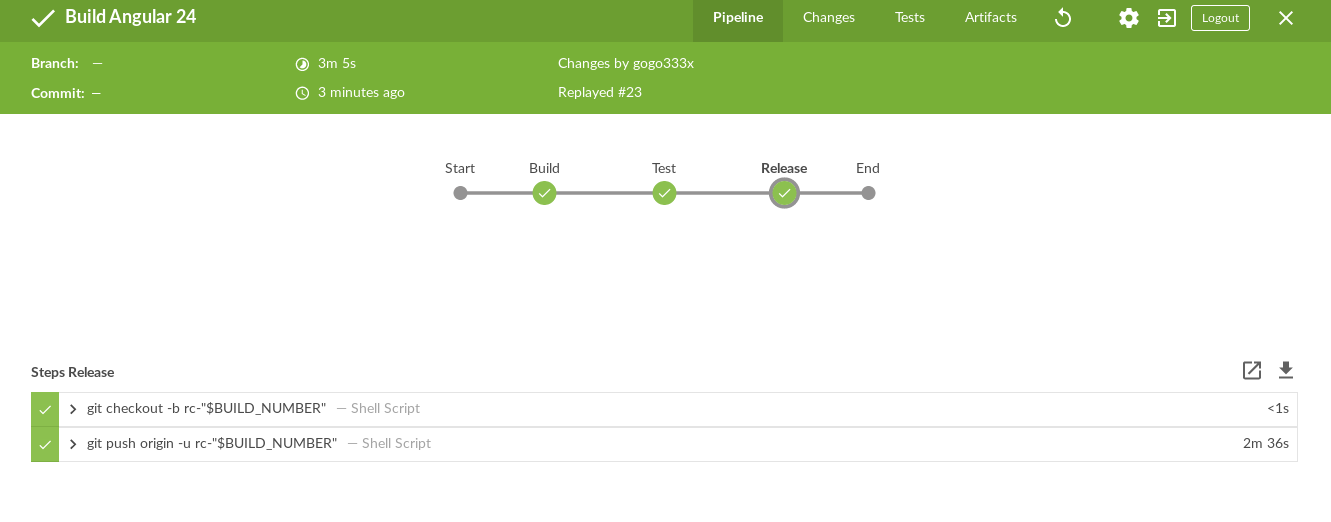 Build Angular 24
Pipeline Changes Tests Artifacts Logout
Branch: — 3m 5s Changes by gogo333x
Commit: — 3 minutes ago Replayed #23
Start Build Test Release End
Steps Release
git checkout -b rc-"$BUILD_NUMBER" — Shell Script <1s
git push origin -u rc-"$BUILD_NUMBER" — Shell Script 2m 36s